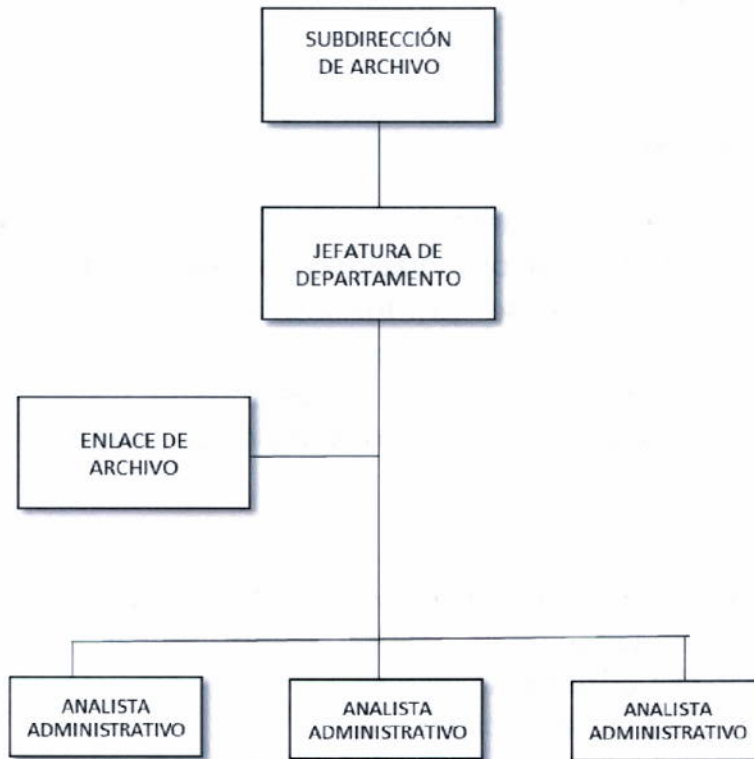 SUBDIRECCIÓN
DE ARCHIVO
JEFATURA DE
DEPARTAMENTO
ENLACE DE
ARCHIVO
ANALISTA
ADMINISTRATIVO
ANALISTA
ADMINISTRATIVO
ANALISTA
ADMINISTRATIVO